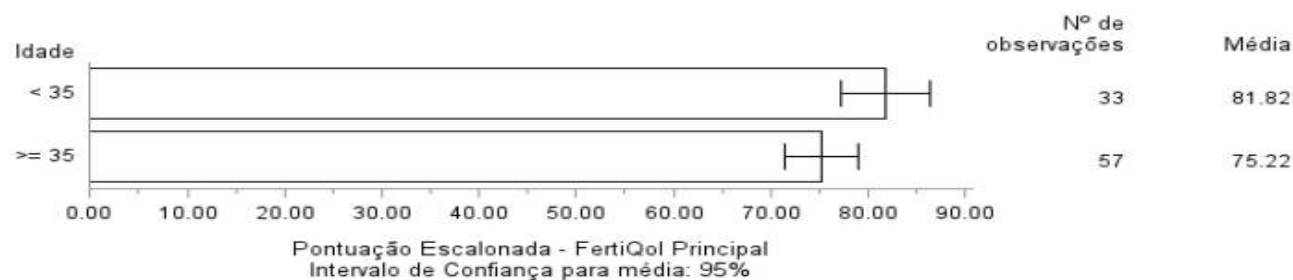 Nº de
observações
Média
Idade
< 35
33
81.82
>= 35
57
75.22
0.00 10.00 20.00 30.00 40.00 50.00 60.00 70.00 80.00 90.00
Pontuação Escalonada - FertiQol Principal
Intervalo de Confiança para média: 95%